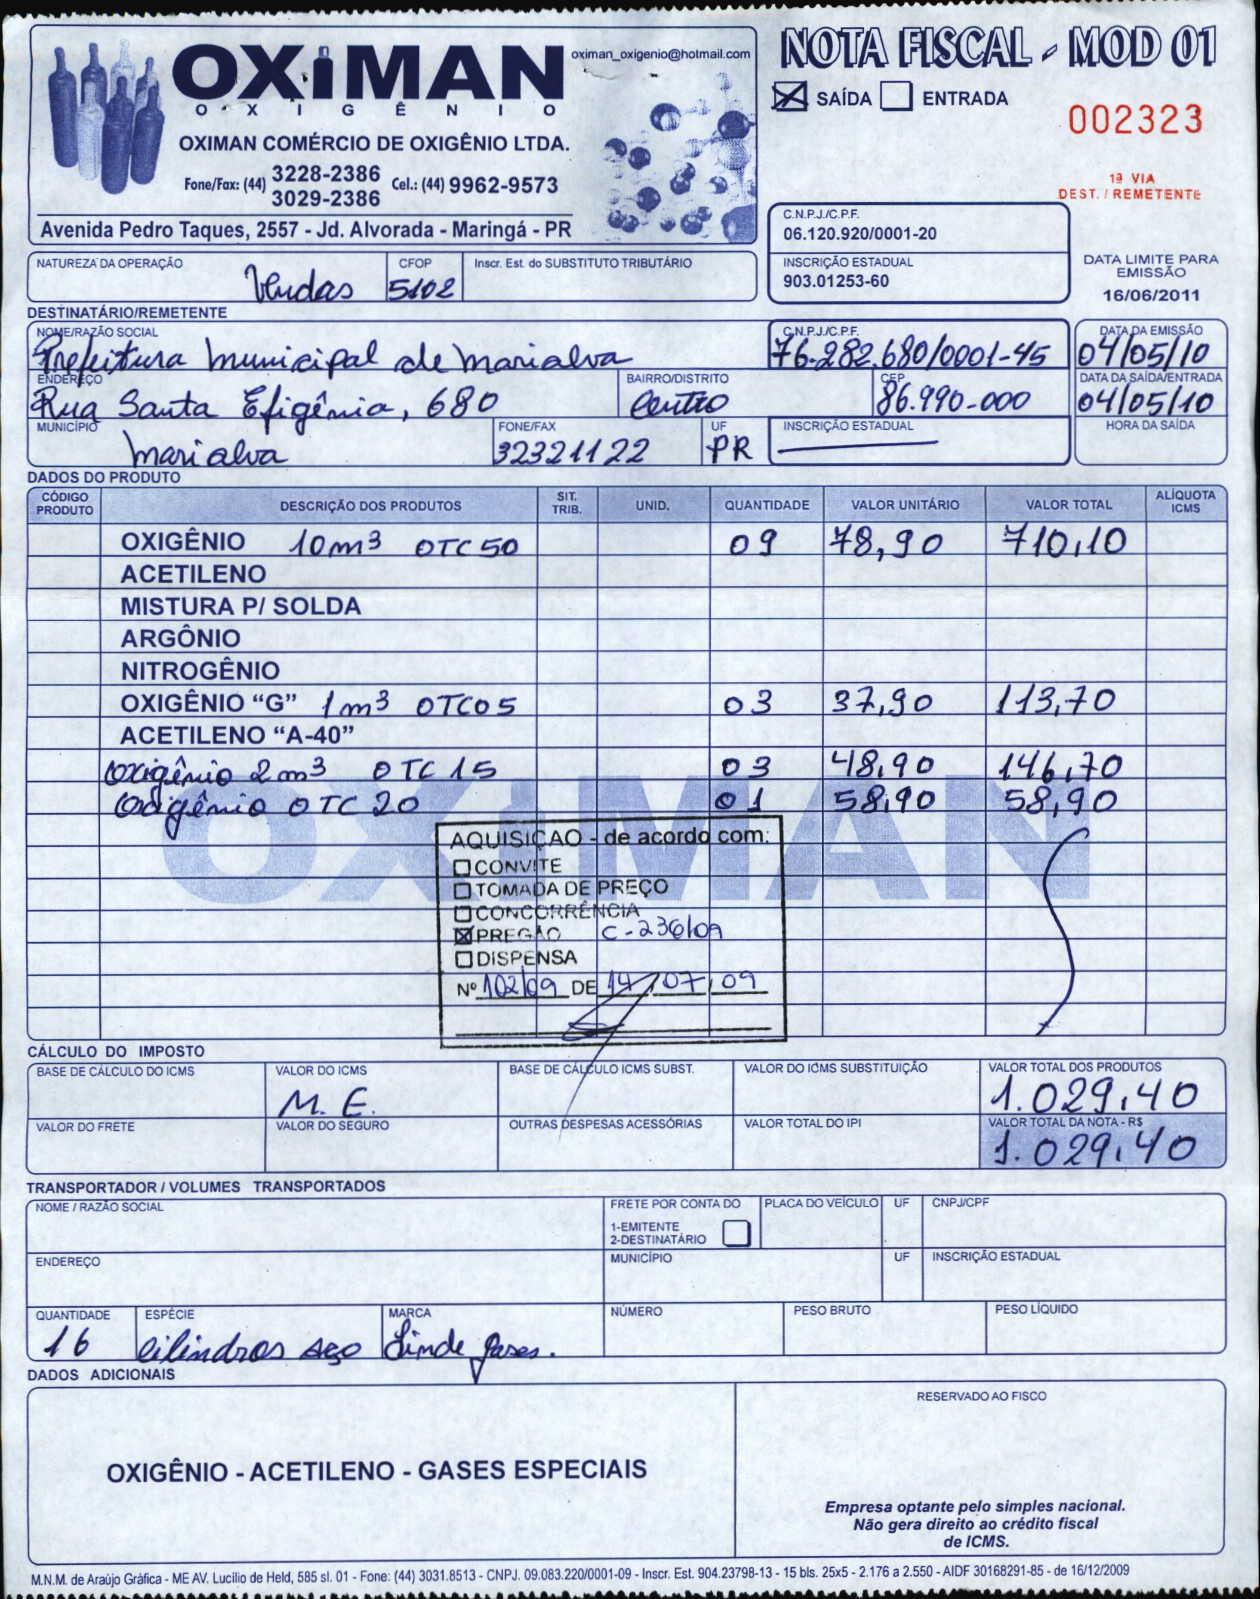 OXIMAN
OXIGÊNIO
oximan_oxigenio@hotmail.com
OXIMAN COMÉRCIO DE OXIGÊNIO LTDA.
Fone/Fax: (44) 3228-2386 3029-2386 Cel.: (44) 9962-9573
Avenida Pedro Taques, 2557 - Jd. Alvorada - Maringá - PR
NOTA FISCAL - MOD 01
SAÍDA ENTRADA
002323
1ª VIA
DEST. / REMETENTE
C.N.P.J./C.P.F.
06.120.920/0001-20
INSCRIÇÃO ESTADUAL
903.01253-60
DATA LIMITE PARA
EMISSÃO
16/06/2011
NATUREZA DA OPERAÇÃO CFOP Inscr. Est. do SUBSTITUTO TRIBUTÁRIO
Vendas 5102
DESTINATÁRIO/REMETENTE
NOME/RAZÃO SOCIAL C.N.P.J./C.P.F. DATA DA EMISSÃO
Prefeitura Municipal de Marialva 76.282.680/0001-45 04/05/10
ENDEREÇO BAIRRO/DISTRITO CEP DATA DA SAÍDA/ENTRADA
Rua Santa Efigênia, 680 Centro 86.990-000 04/05/10
MUNICÍPIO FONE/FAX UF INSCRIÇÃO ESTADUAL HORA DA SAÍDA
Marialva 32321122 PR
DADOS DO PRODUTO
CÓDIGO PRODUTO DESCRIÇÃO DOS PRODUTOS SIT. TRIB. UNID. QUANTIDADE VALOR UNITÁRIO VALOR TOTAL ALÍQUOTA ICMS
OXIGÊNIO 10m³ OTC 50 09 78,90 710,10
ACETILENO
MISTURA P/ SOLDA
ARGÔNIO
NITROGÊNIO
OXIGÊNIO “G” 1m³ OTC05 03 37,90 113,70
ACETILENO “A-40”
Oxigênio 2m³ OTC 15 03 48,90 146,70
Oxigênio OTC 20 01 58,90 58,90
OXIMAN
AQUISIÇAO - de acordo com:
CONVITE
TOMADA DE PREÇO
CONCORRÊNCIA
PREGÃO C-236/09
DISPENSA
Nº 102/09 DE 14/07/09
CÁLCULO DO IMPOSTO
BASE DE CÁLCULO DO ICMS VALOR DO ICMS BASE DE CÁLCULO ICMS SUBST. VALOR DO ICMS SUBSTITUIÇÃO VALOR TOTAL DOS PRODUTOS
M.E. 1.029,40
VALOR DO FRETE VALOR DO SEGURO OUTRAS DESPESAS ACESSÓRIAS VALOR TOTAL DO IPI VALOR TOTAL DA NOTA - R$
1.029,40
TRANSPORTADOR / VOLUMES TRANSPORTADOS
NOME / RAZÃO SOCIAL FRETE POR CONTA DO PLACA DO VEÍCULO UF CNPJ/CPF
1-EMITENTE
2-DESTINATÁRIO
ENDEREÇO MUNICÍPIO UF INSCRIÇÃO ESTADUAL
QUANTIDADE ESPÉCIE MARCA NÚMERO PESO BRUTO PESO LÍQUIDO
16 Cilindros aço Linde gases.
DADOS ADICIONAIS
RESERVADO AO FISCO
OXIGÊNIO - ACETILENO - GASES ESPECIAIS
Empresa optante pelo simples nacional.
Não gera direito ao crédito fiscal
de ICMS.
M.N.M. de Araújo Gráfica - ME AV. Lucílio de Held, 585 sl. 01 - Fone: (44) 3031.8513 - CNPJ. 09.083.220/0001-09 - Inscr. Est. 904.23798-13 - 15 bls. 25x5 - 2.176 a 2.550 - AIDF 30168291-85 - de 16/12/2009